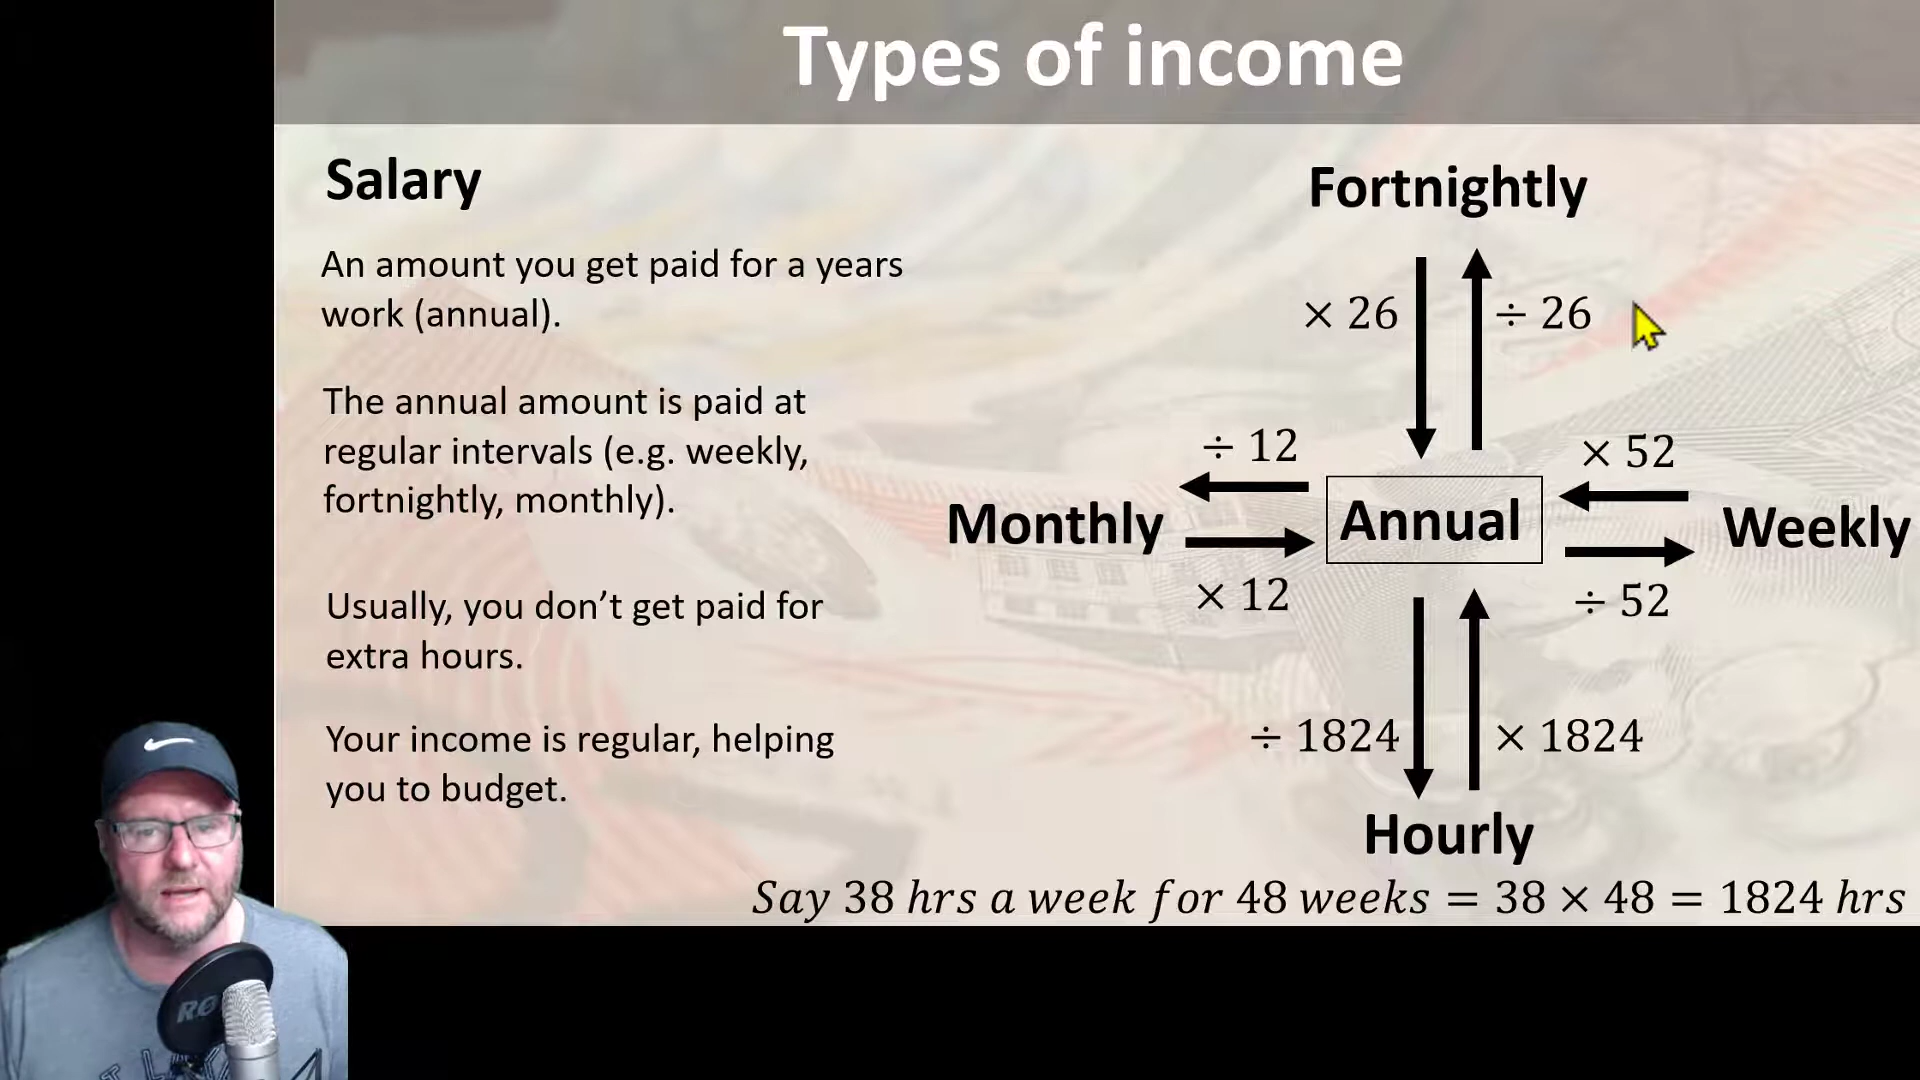 Types of income
Salary
An amount you get paid for a years
work (annual).
The annual amount is paid at
regular intervals (e.g. weekly,
fortnightly, monthly).
Usually, you don’t get paid for
extra hours.
Your income is regular, helping
you to budget.
Fortnightly
× 26
÷ 26
÷ 12
× 52
Monthly
Annual
Weekly
× 12
÷ 52
÷ 1824
× 1824
Hourly
Say 38 hrs a week for 48 weeks = 38 × 48 = 1824 hrs